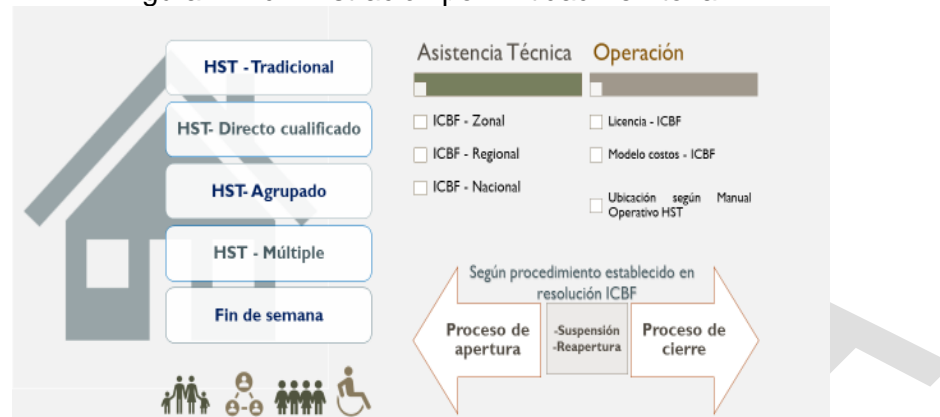 HST - Tradicional
HST- Directo cualificado
HST- Agrupado
HST - Múltiple
Fin de semana
Asistencia Técnica
ICBF - Zonal
ICBF - Regional
ICBF - Nacional
Operación
Licencia - ICBF
Modelo costos - ICBF
Ubicación según Manual
Operativo HST
Según procedimiento establecido en
resolución ICBF
Proceso de
apertura
-Suspensión
-Reapertura
Proceso de
cierre